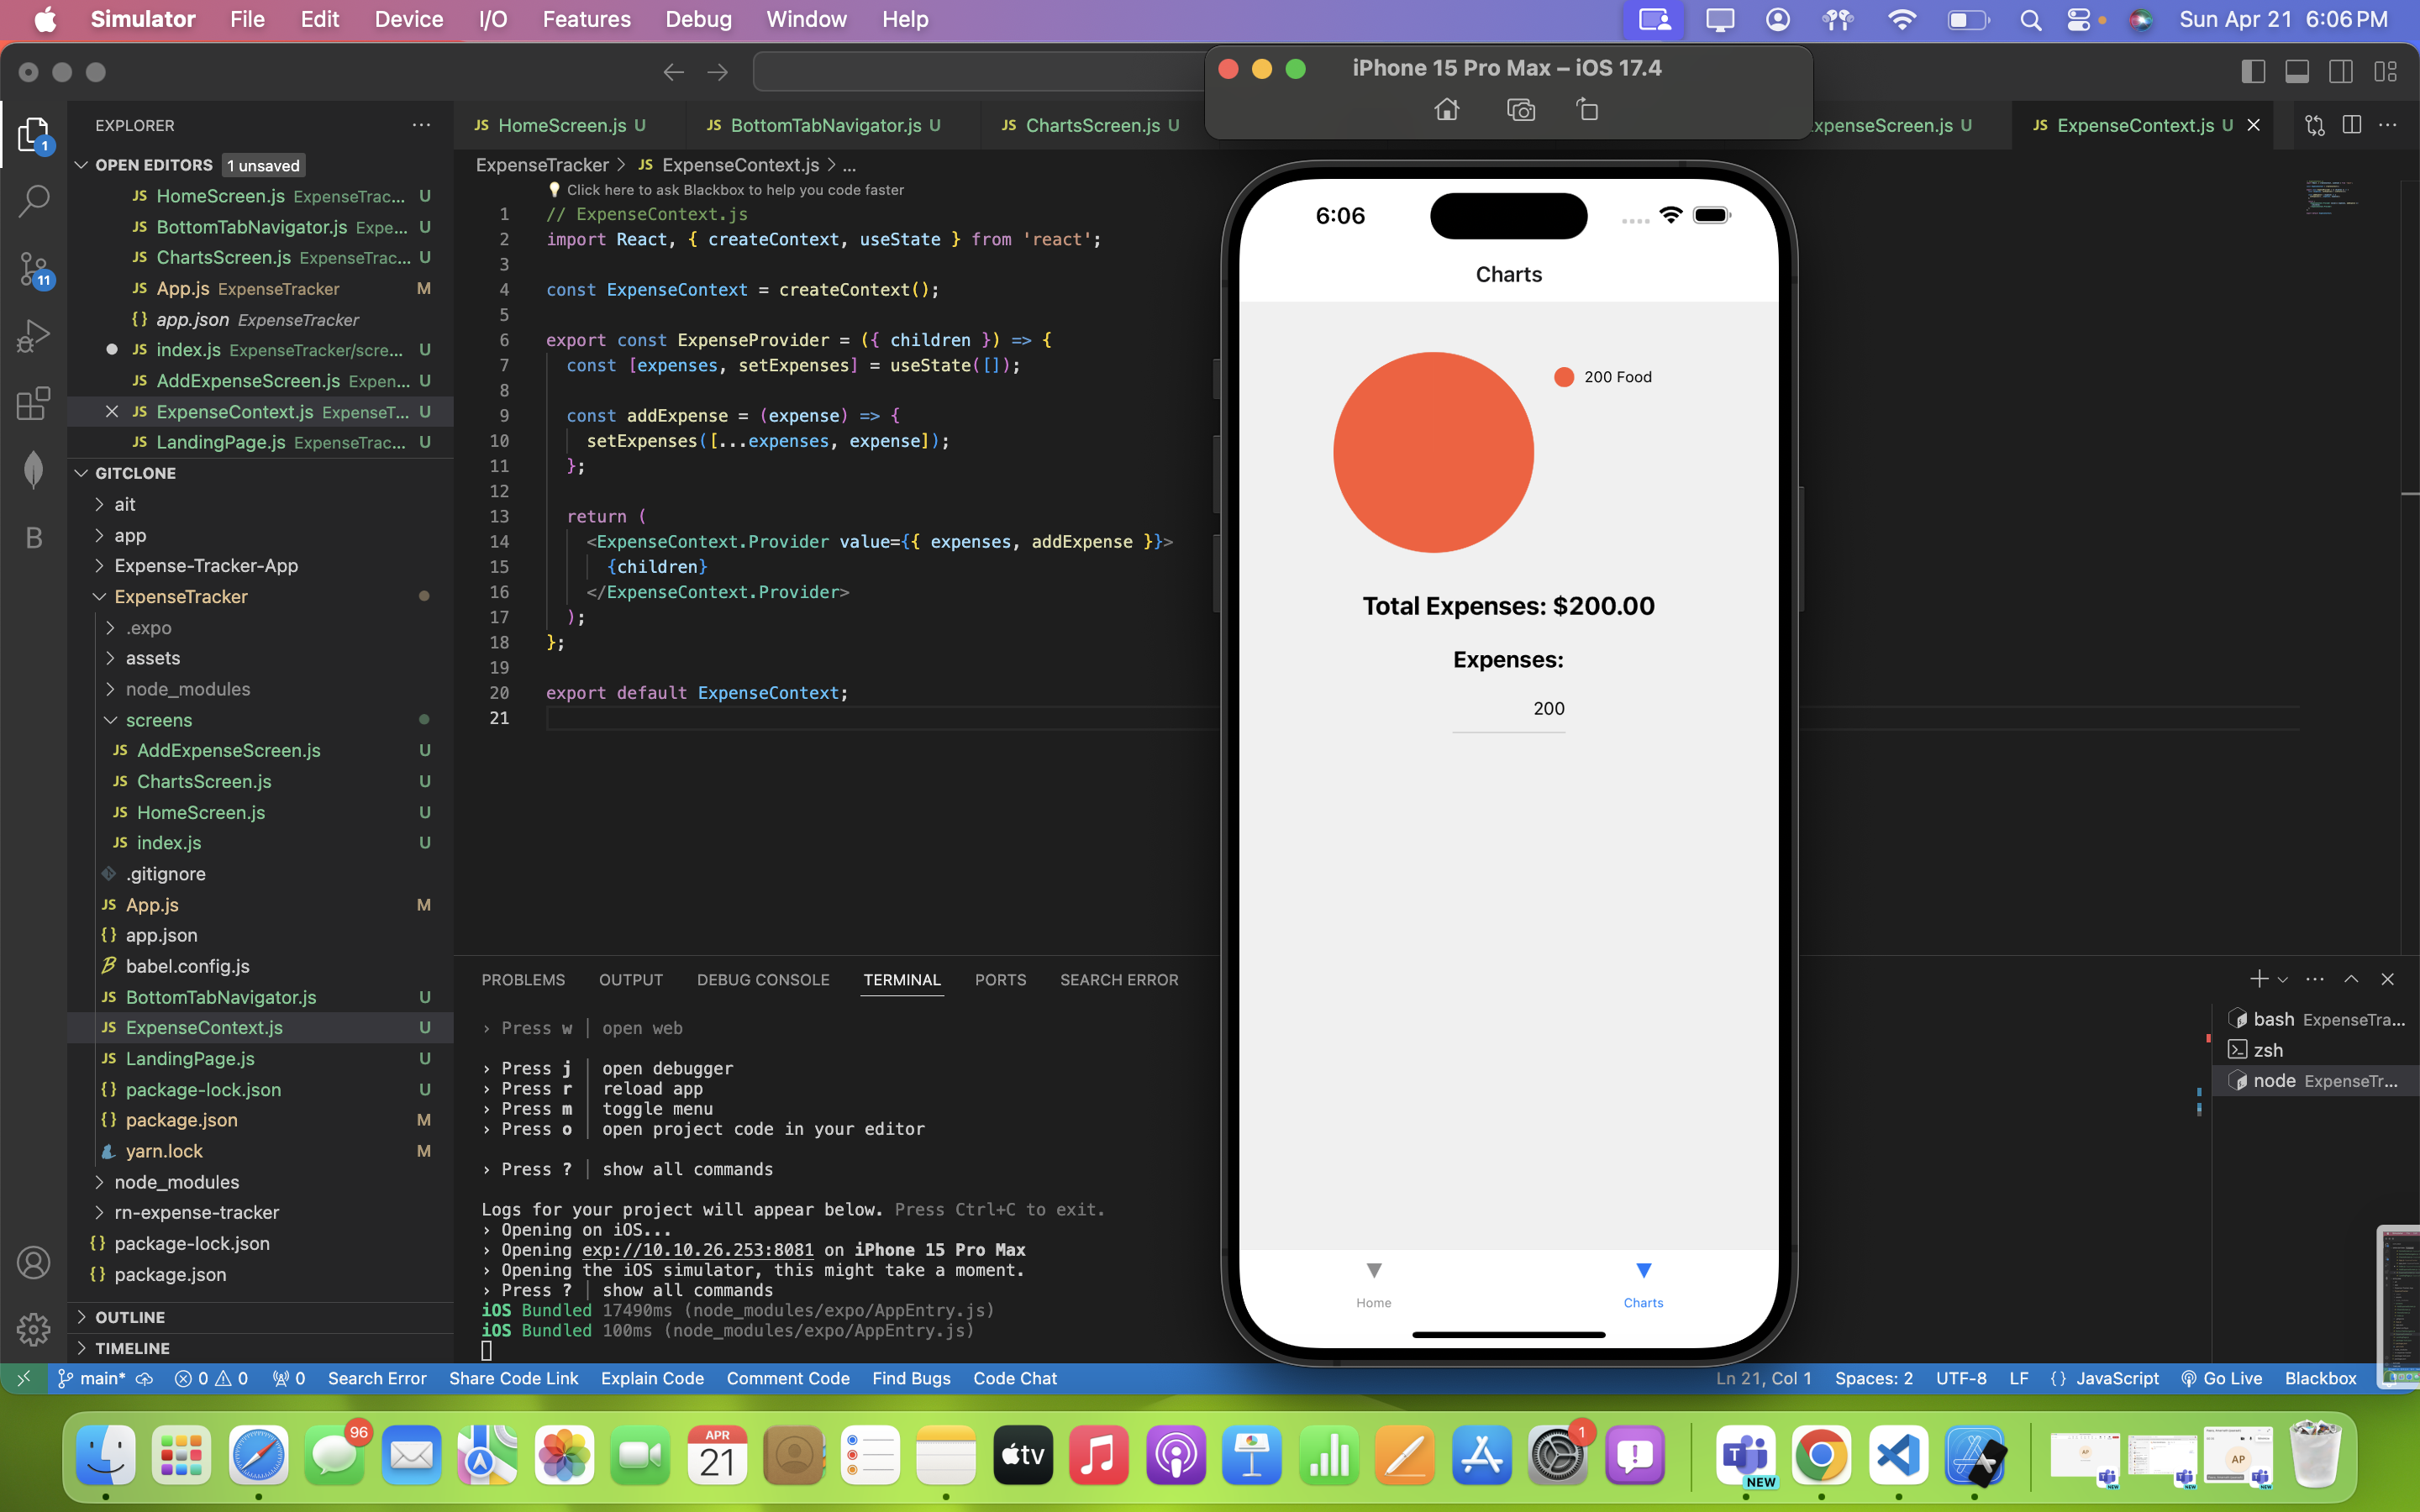 Simulator File Edit Device I/O Features Debug Window Help Sun Apr 21 6:06 PM
iPhone 15 Pro Max – iOS 17.4
EXPLORER
JS HomeScreen.js U JS BottomTabNavigator.js U JS ChartsScreen.js U xpenseScreen.js U JS ExpenseContext.js U
OPEN EDITORS 1 unsaved
JS HomeScreen.js ExpenseTrac... U
JS BottomTabNavigator.js Expe... U
JS ChartsScreen.js ExpenseTrac... U
JS App.js ExpenseTracker M
{} app.json ExpenseTracker
JS index.js ExpenseTracker/scre... U
JS AddExpenseScreen.js Expen... U
JS ExpenseContext.js ExpenseT... U
JS LandingPage.js ExpenseTrac... U
GITCLONE
ait
app
Expense-Tracker-App
ExpenseTracker
.expo
assets
node_modules
screens
JS AddExpenseScreen.js U
JS ChartsScreen.js U
JS HomeScreen.js U
JS index.js U
.gitignore
JS App.js M
{} app.json
babel.config.js
JS BottomTabNavigator.js U
JS ExpenseContext.js U
JS LandingPage.js U
{} package-lock.json U
{} package.json M
yarn.lock M
node_modules
rn-expense-tracker
{} package-lock.json
{} package.json
OUTLINE
TIMELINE
1
11
B
ExpenseTracker > JS ExpenseContext.js > ...
Click here to ask Blackbox to help you code faster
1 // ExpenseContext.js
2 import React, { createContext, useState } from 'react';
3
4 const ExpenseContext = createContext();
5
6 export const ExpenseProvider = ({ children }) => {
7 const [expenses, setExpenses] = useState([]);
8
9 const addExpense = (expense) => {
10 setExpenses([...expenses, expense]);
11 };
12
13 return (
14 <ExpenseContext.Provider value={{ expenses, addExpense }}>
15 {children}
16 </ExpenseContext.Provider>
17 );
18 };
19
20 export default ExpenseContext;
21
PROBLEMS OUTPUT DEBUG CONSOLE TERMINAL PORTS SEARCH ERROR
› Press w │ open web
› Press j │ open debugger
› Press r │ reload app
› Press m │ toggle menu
› Press o │ open project code in your editor
› Press ? │ show all commands
Logs for your project will appear below. Press Ctrl+C to exit.
› Opening on iOS...
› Opening exp://10.10.26.253:8081 on iPhone 15 Pro Max
› Opening the iOS simulator, this might take a moment.
› Press ? │ show all commands
iOS Bundled 17490ms (node_modules/expo/AppEntry.js)
iOS Bundled 100ms (node_modules/expo/AppEntry.js)
bash ExpenseTra...
zsh
node ExpenseTr...
6:06
Charts
200 Food
Total Expenses: $200.00
Expenses:
200
Home
Charts
main* 0 0 0 Search Error Share Code Link Explain Code Comment Code Find Bugs Code Chat Ln 21, Col 1 Spaces: 2 UTF-8 LF {} JavaScript Go Live Blackbox
96
APR
21
tv
1
T
NEW
AP
AP